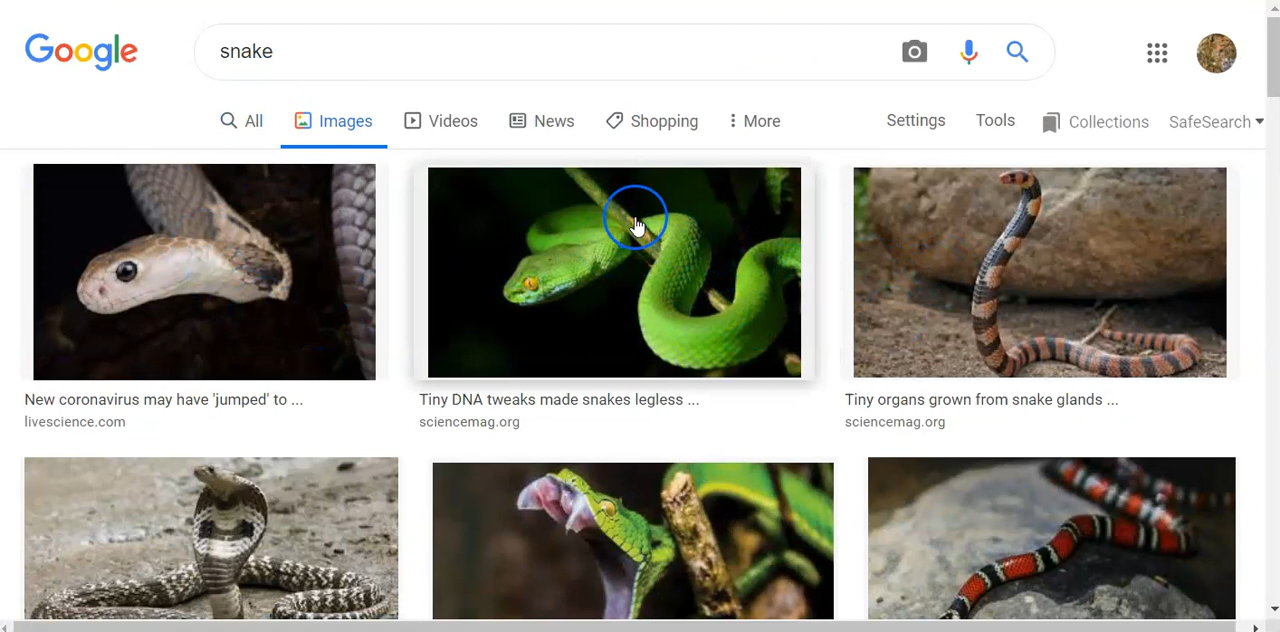 Google
snake
All Images Videos News Shopping More Settings Tools Collections SafeSearch
New coronavirus may have 'jumped' to ...
livescience.com
Tiny DNA tweaks made snakes legless ...
sciencemag.org
Tiny organs grown from snake glands ...
sciencemag.org